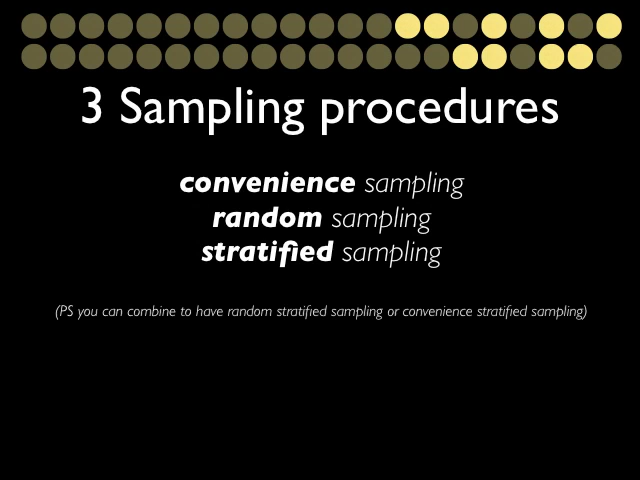 3 Sampling procedures
convenience sampling
random sampling
stratified sampling
(PS you can combine to have random stratified sampling or convenience stratified sampling)